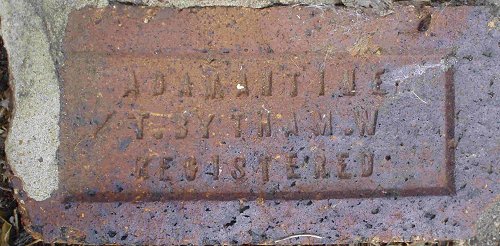 ADAMANTINE
L. BYTHAM. W
REGISTERED